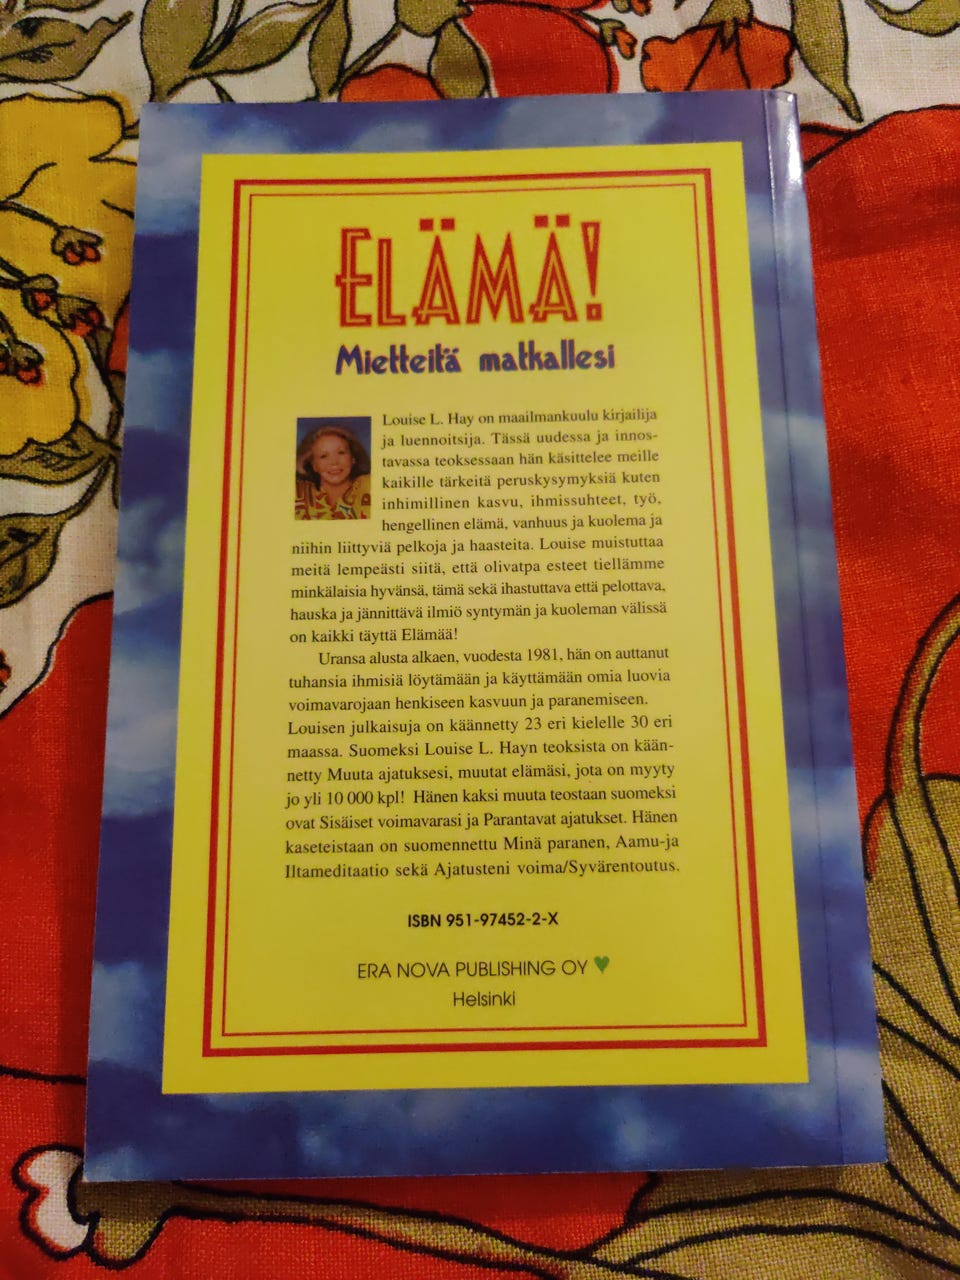 ELÄMÄ!
Mietteitä matkallesi
Louise L. Hay on maailmankuulu kirjailija
ja luennoitsija. Tässä uudessa ja innos-
tavassa teoksessaan hän käsittelee meille
kaikille tärkeitä peruskysymyksiä kuten
inhimillinen kasvu, ihmissuhteet, työ,
hengellinen elämä, vanhuus ja kuolema ja
niihin liittyviä pelkoja ja haasteita. Louise muistuttaa
meitä lempeästi siitä, että olivatpa esteet tiellämme
minkälaisia hyvänsä, tämä sekä ihastuttava että pelottava,
hauska ja jännittävä ilmiö syntymän ja kuoleman välissä
on kaikki täyttä Elämää!
Uransa alusta alkaen, vuodesta 1981, hän on auttanut
tuhansia ihmisiä löytämään ja käyttämään omia luovia
voimavarojaan henkiseen kasvuun ja paranemiseen.
Louisen julkaisuja on käännetty 23 eri kielelle 30 eri
maassa. Suomeksi Louise L. Hayn teoksista on kään-
netty Muuta ajatuksesi, muutat elämäsi, jota on myyty
jo yli 10 000 kpl! Hänen kaksi muuta teostaan suomeksi
ovat Sisäiset voimavarasi ja Parantavat ajatukset. Hänen
kaseteistaan on suomennettu Minä paranen, Aamu-ja
Iltameditaatio sekä Ajatusteni voima/Syvärentoutus.
ISBN 951-97452-2-X
ERA NOVA PUBLISHING OY
Helsinki